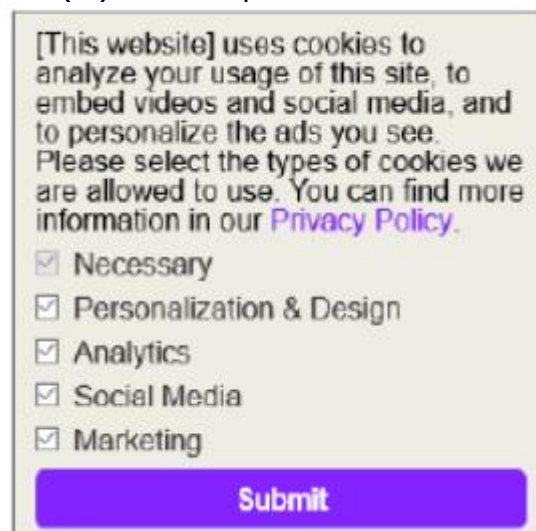 [This website] uses cookies to
analyze your usage of this site, to
embed videos and social media, and
to personalize the ads you see.
Please select the types of cookies we
are allowed to use. You can find more
information in our Privacy Policy.
Necessary
Personalization & Design
Analytics
Social Media
Marketing
Submit